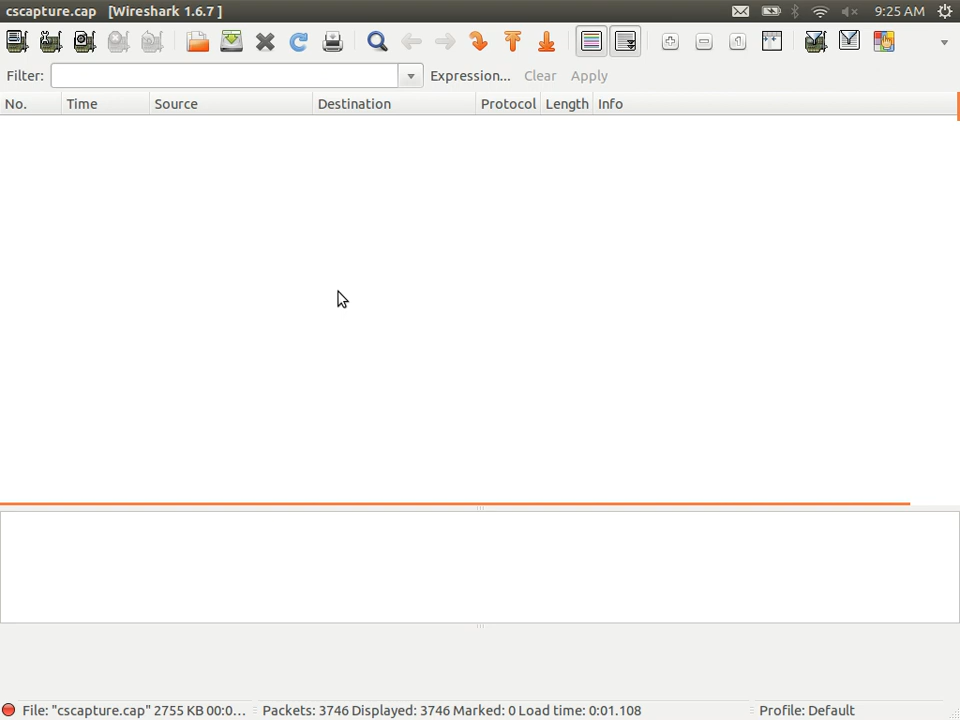 cscapture.cap [Wireshark 1.6.7 ] 9:25 AM
Filter: Expression... Clear Apply
No. Time Source Destination Protocol Length Info
File: "cscapture.cap" 2755 KB 00:0... Packets: 3746 Displayed: 3746 Marked: 0 Load time: 0:01.108 Profile: Default